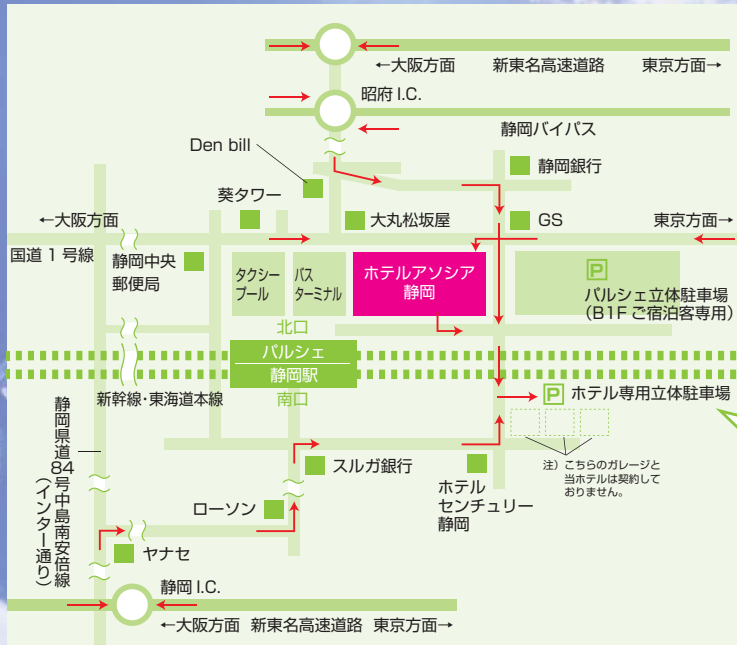 ←大阪方面 新東名高速道路 東京方面→
昭府 I.C.
静岡バイパス
Den bill
静岡銀行
葵タワー
←大阪方面
大丸松坂屋
GS
東京方面→
国道 1 号線
静岡中央
郵便局
タクシー
プール
バス
ターミナル
ホテルアソシア
静岡
P
パルシェ立体駐車場
(B1F ご宿泊客専用)
北口
パルシェ
静岡駅
新幹線・東海道本線
南口
P ホテル専用立体駐車場
静岡県道
84号中島南安倍線
(インター通り)
スルガ銀行
注) こちらのガレージと
当ホテルは契約して
おりません。
ホテル
センチュリー
静岡
ローソン
ヤナセ
静岡 I.C.
←大阪方面 新東名高速道路 東京方面→